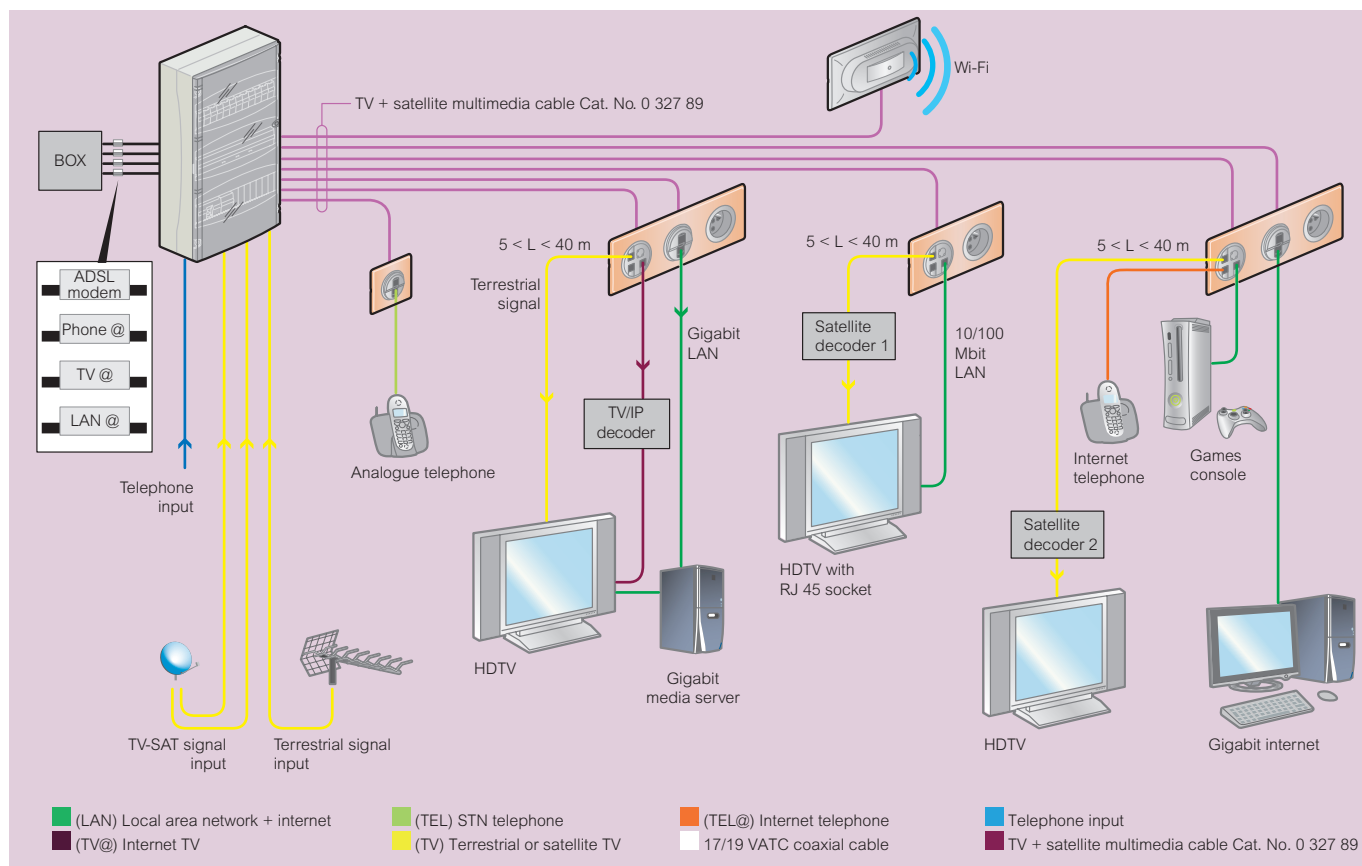 Wi-Fi
TV + satellite multimedia cable Cat. No. 0 327 89
BOX
ADSL
modem
Phone @
TV @
LAN @
Telephone
input
5 < L < 40 m
Terrestrial
signal
Gigabit
LAN
TV/IP
decoder
Analogue telephone
HDTV
Gigabit
media server
5 < L < 40 m
Satellite
decoder 1
10/100
Mbit
LAN
HDTV with
RJ 45 socket
5 < L < 40 m
Internet
telephone
Games
console
Satellite
decoder 2
HDTV
Gigabit internet
TV-SAT signal
input
Terrestrial signal
input
(LAN) Local area network + internet
(TEL) STN telephone
(TEL@) Internet telephone
Telephone input
(TV@) Internet TV
(TV) Terrestrial or satellite TV
17/19 VATC coaxial cable
TV + satellite multimedia cable Cat. No. 0 327 89